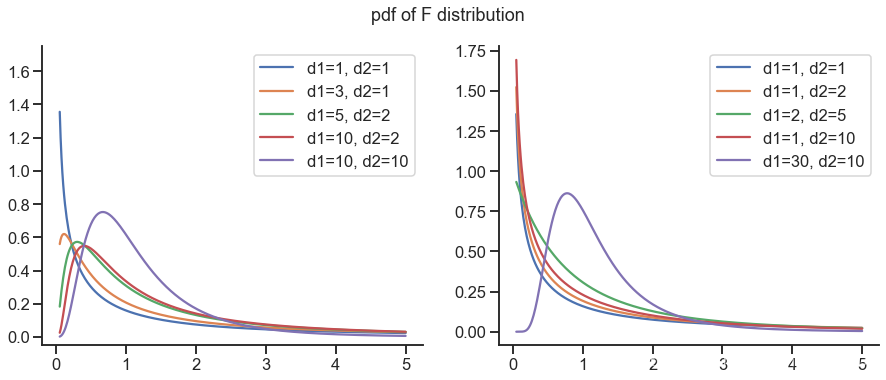 pdf of F distribution
1.6
1.4
1.2
1.0
0.8
0.6
0.4
0.2
0.0
0 1 2 3 4 5
d1=1, d2=1
d1=3, d2=1
d1=5, d2=2
d1=10, d2=2
d1=10, d2=10
1.75
1.50
1.25
1.00
0.75
0.50
0.25
0.00
0 1 2 3 4 5
d1=1, d2=1
d1=1, d2=2
d1=2, d2=5
d1=1, d2=10
d1=30, d2=10